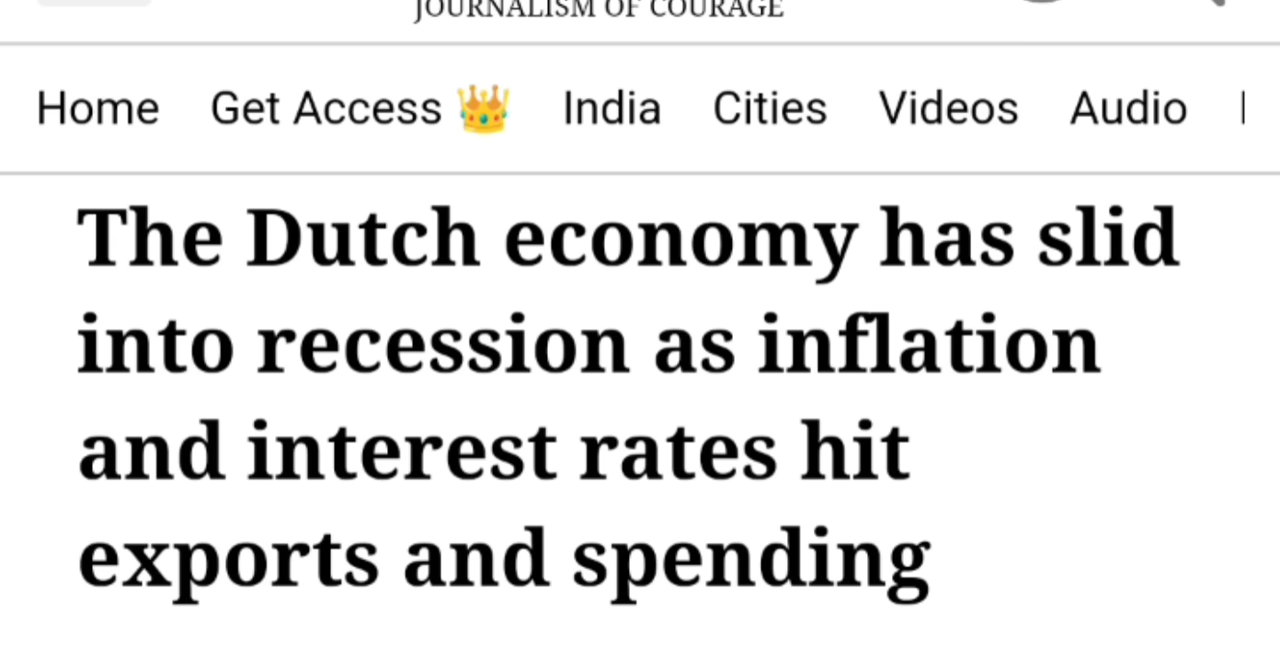 JOURNALISM OF COURAGE
Home Get Access 👑 India Cities Videos Audio
The Dutch economy has slid
into recession as inflation
and interest rates hit
exports and spending